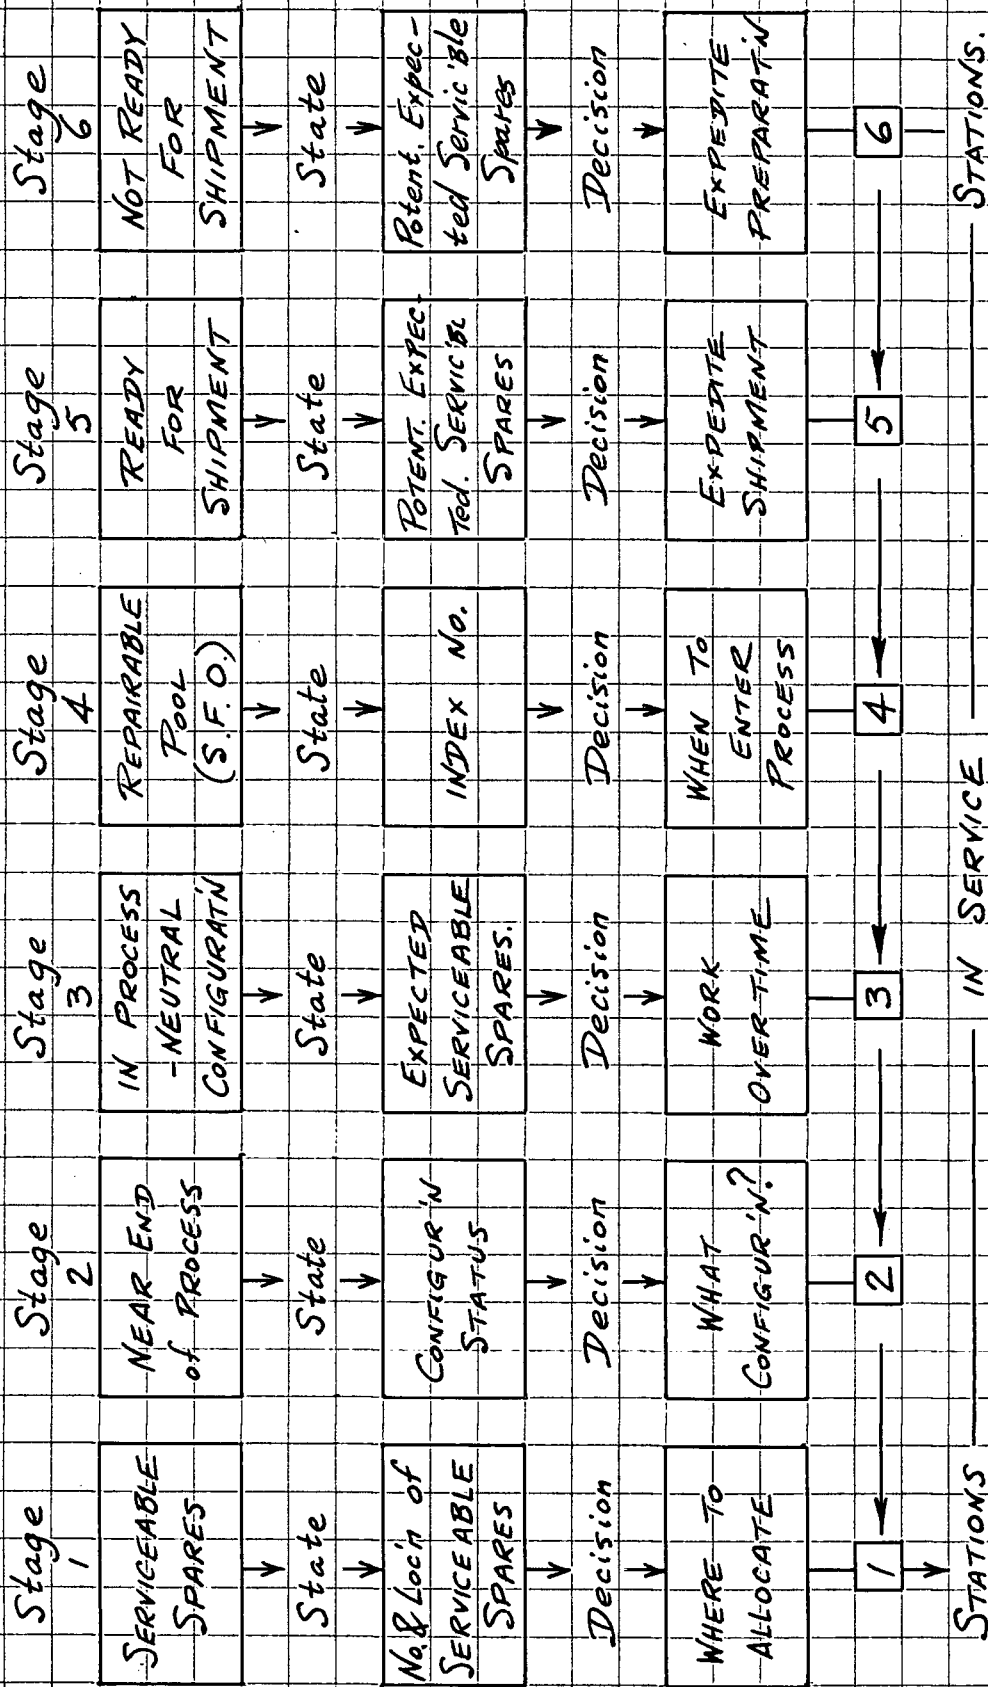 Stage
1
SERVICEABLE
SPARES
State
No. & Loc'n of
SERVICEABLE
SPARES
Decision
WHERE TO
ALLOCATE
1
Stage
2
NEAR END
of PROCESS
State
CONFIGUR'N
STATUS
Decision
WHAT
CONFIGUR'N?
2
Stage
3
IN PROCESS
-NEUTRAL
CONFIGURAT'N
State
EXPECTED
SERVICEABLE
SPARES.
Decision
WORK
OVERTIME
3
Stage
4
REPAIRABLE
POOL
(S.F.O.)
State
INDEX No.
Decision
WHEN TO
ENTER
PROCESS
4
Stage
5
READY
FOR
SHIPMENT
State
POTENT. EXPEC-
Ted. SERVIC'BL
SPARES
Decision
EXPEDITE
SHIPMENT
5
Stage
6
NOT READY
FOR
SHIPMENT
State
Potent. Expec-
ted Servic'ble
Spares
Decision
EXPEDITE
PREPARAT'N
6
STATIONS IN SERVICE STATIONS.